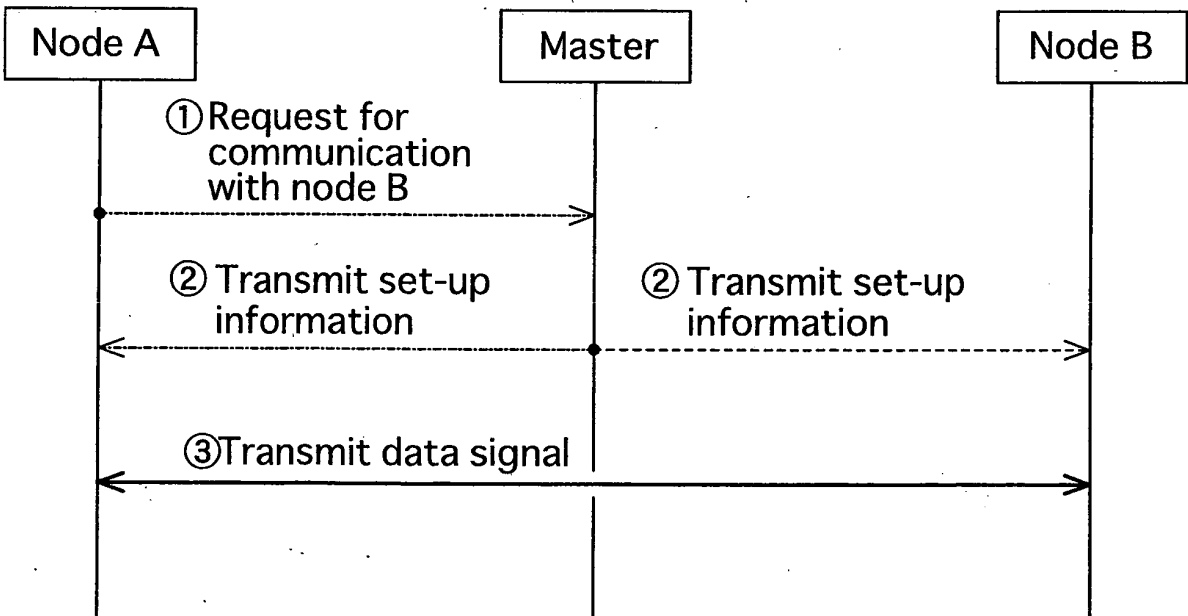 Node A
Master
Node B
①Request for
communication
with node B
② Transmit set-up
information
② Transmit set-up
information
③Transmit data signal